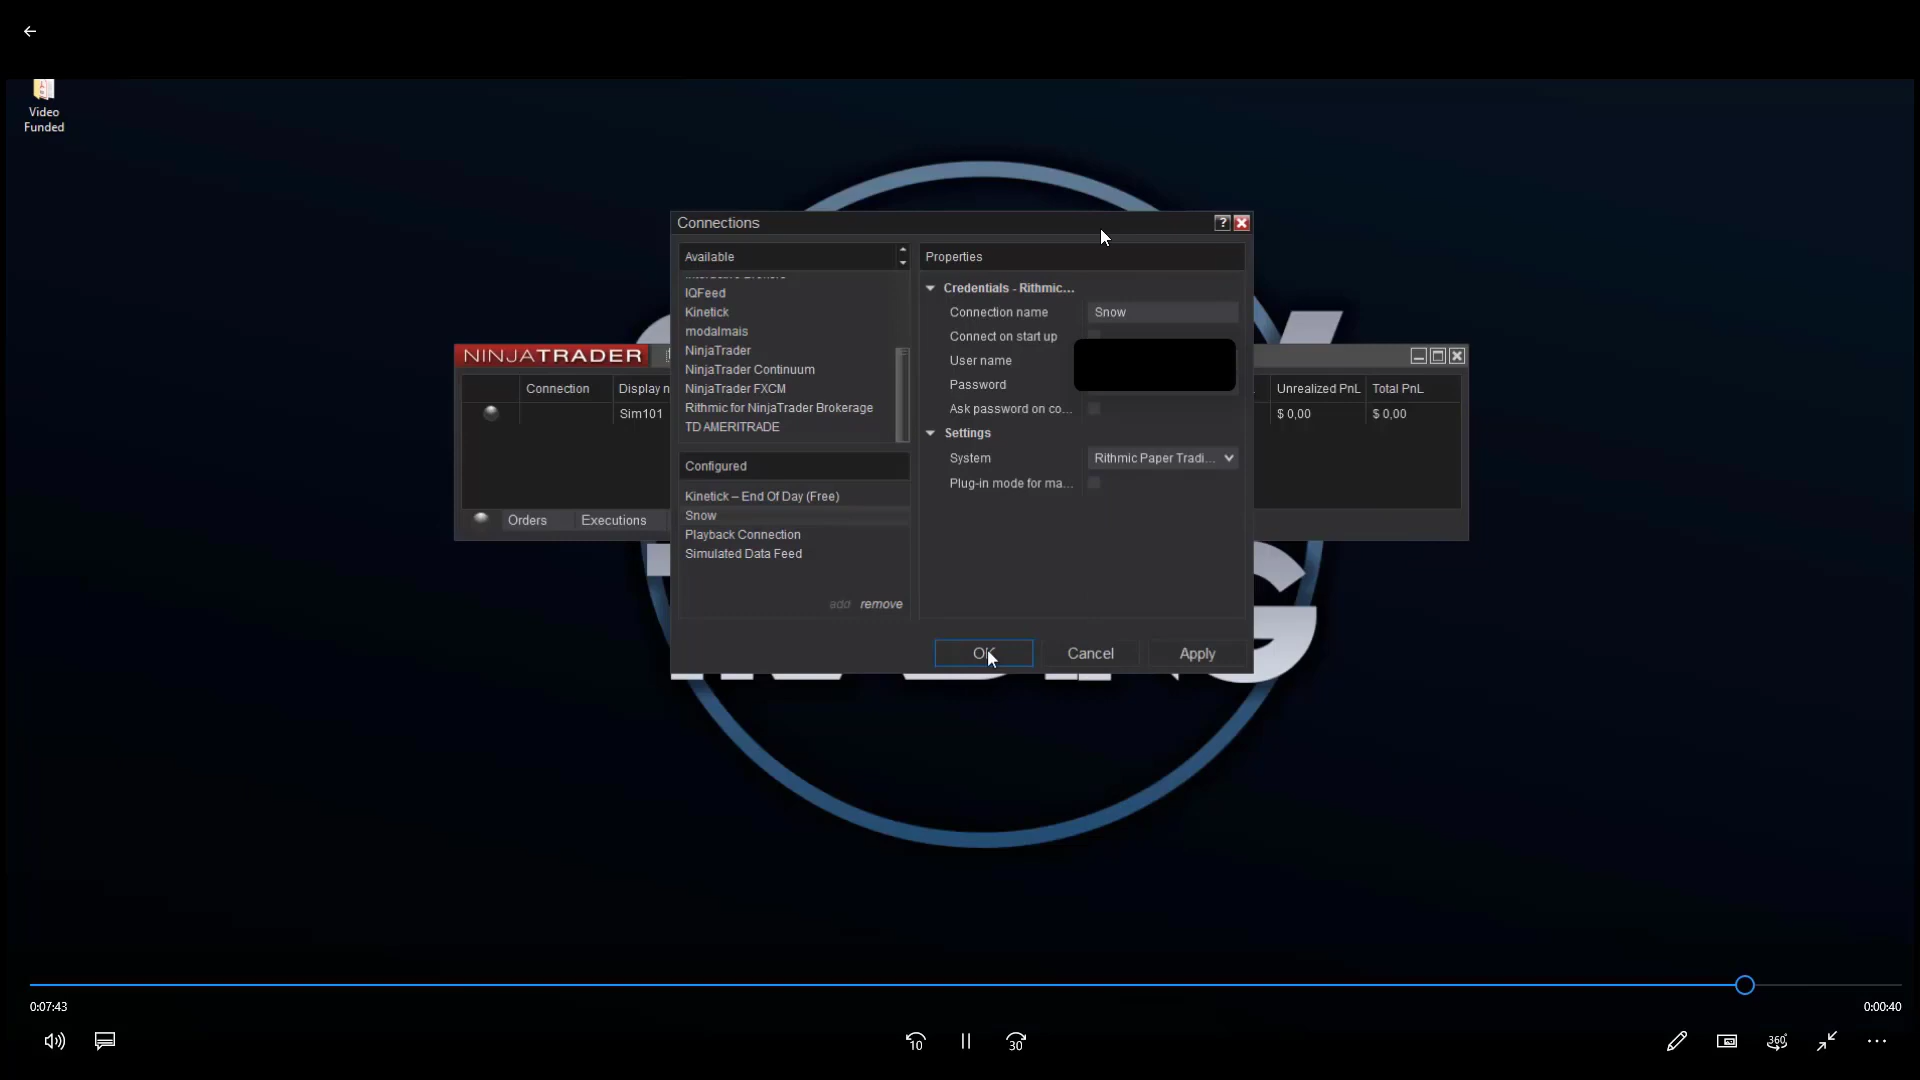 Video
Funded
Connections
?
Available
Properties
IQFeed
Kinetick
modalmais
NinjaTrader
NinjaTrader Continuum
NinjaTrader FXCM
Rithmic for NinjaTrader Brokerage
TD AMERITRADE
Configured
Kinetick – End Of Day (Free)
Snow
Playback Connection
Simulated Data Feed
add remove
Credentials - Rithmic...
Connection name Snow
Connect on start up
User name
Password
Ask password on co...
Settings
System Rithmic Paper Tradi...
Plug-in mode for ma...
OK Cancel Apply
NINJATRADER
Connection Display n
Sim101
Orders Executions
Unrealized PnL Total PnL
$ 0,00 $ 0,00
0:07:43 0:00:40
10 30 360